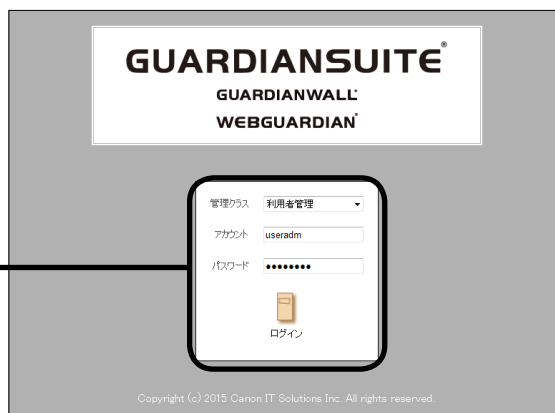 GUARDIANSUITE®
GUARDIANWALL®
WEBGUARDIAN®
管理クラス 利用者管理
アカウント useradm
パスワード ●●●●●●●●
ログイン
Copyright (c) 2015 Canon IT Solutions Inc. All rights reserved.